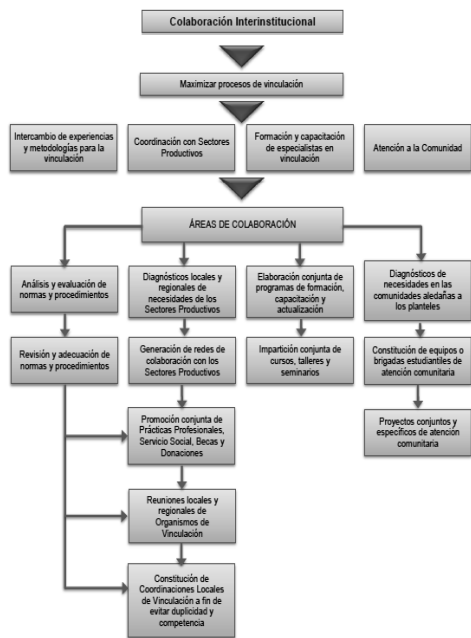 Colaboración Interinstitucional
Maximizar procesos de vinculación
Intercambio de experiencias
y metodologías para la
vinculación
Coordinación con Sectores
Productivos
Formación y capacitación
de especialistas en
vinculación
Atención a la Comunidad
ÁREAS DE COLABORACIÓN
Análisis y evaluación de
normas y procedimientos
Diagnósticos locales y
regionales de
necesidades de los
Sectores Productivos
Elaboración conjunta de
programas de formación,
capacitación y
actualización
Diagnósticos de
necesidades en las
comunidades aledañas a
los planteles
Revisión y adecuación de
normas y procedimientos
Generación de redes de
colaboración con los
Sectores Productivos
Impartición conjunta de
cursos, talleres y
seminarios
Constitución de equipos o
brigadas estudiantiles de
atención comunitaria
Promoción conjunta de
Prácticas Profesionales,
Servicio Social, Becas y
Donaciones
Proyectos conjuntos y
específicos de atención
comunitaria
Reuniones locales y
regionales de
Organismos de
Vinculación
Constitución de
Coordinaciones Locales
de Vinculación a fin de
evitar duplicidad y
competencia